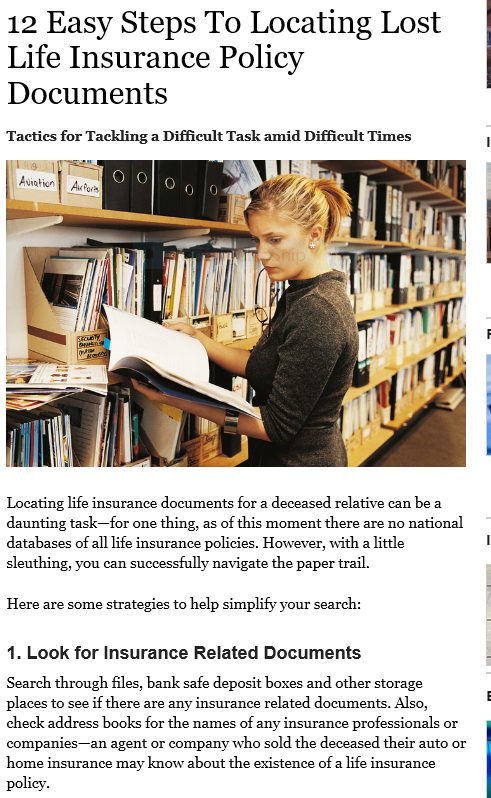 12 Easy Steps To Locating Lost
Life Insurance Policy
Documents
Tactics for Tackling a Difficult Task amid Difficult Times
Aviation
Airports
Locating life insurance documents for a deceased relative can be a
daunting task—for one thing, as of this moment there are no national
databases of all life insurance policies. However, with a little
sleuthing, you can successfully navigate the paper trail.
Here are some strategies to help simplify your search:
1. Look for Insurance Related Documents
Search through files, bank safe deposit boxes and other storage
places to see if there are any insurance related documents. Also,
check address books for the names of any insurance professionals or
companies—an agent or company who sold the deceased their auto or
home insurance may know about the existence of a life insurance
policy.